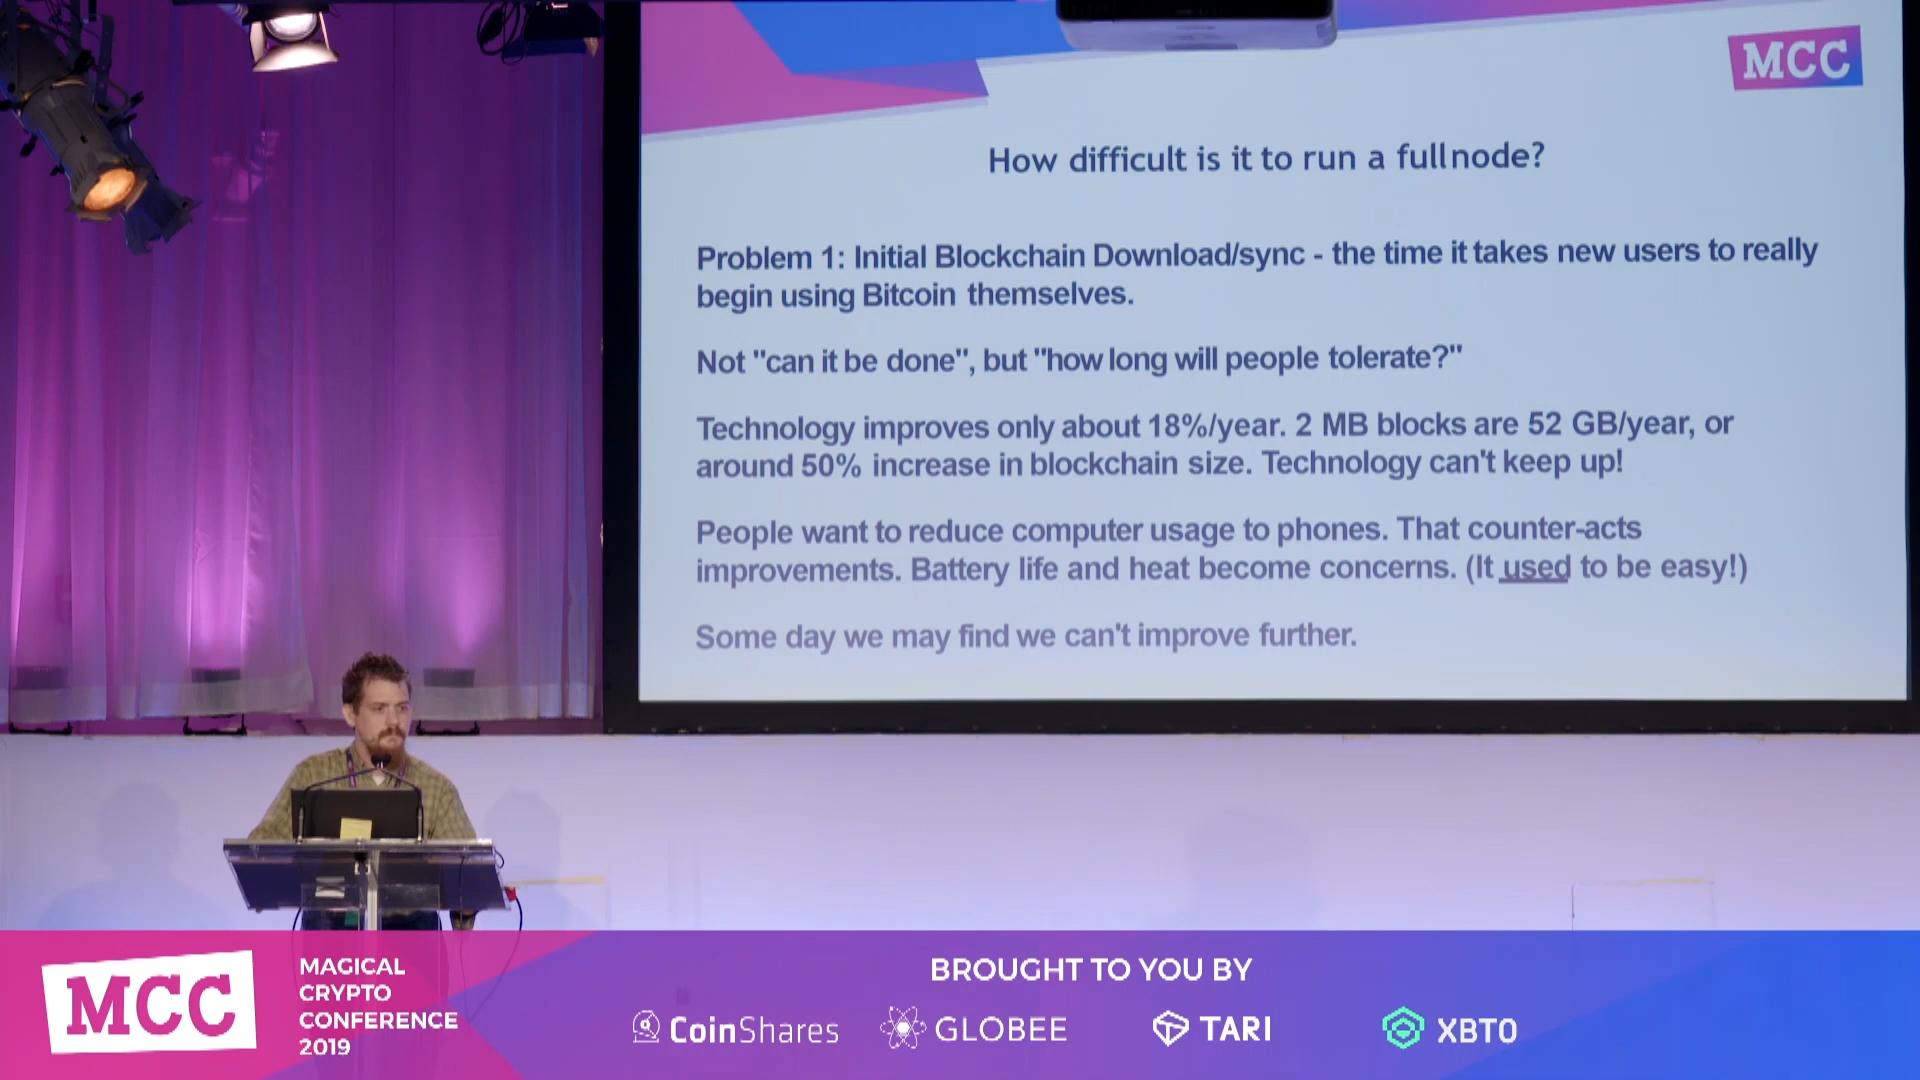 MCC
How difficult is it to run a full node?
Problem 1: Initial Blockchain Download/sync - the time it takes new users to really
begin using Bitcoin themselves.
Not "can it be done", but "how long will people tolerate?"
Technology improves only about 18%/year. 2 MB blocks are 52 GB/year, or
around 50% increase in blockchain size. Technology can't keep up!
People want to reduce computer usage to phones. That counter-acts
improvements. Battery life and heat become concerns. (It used to be easy!)
Some day we may find we can't improve further.
MCC
MAGICAL
CRYPTO
CONFERENCE
2019
BROUGHT TO YOU BY
CoinShares
GLOBEE
TARI
XBTO